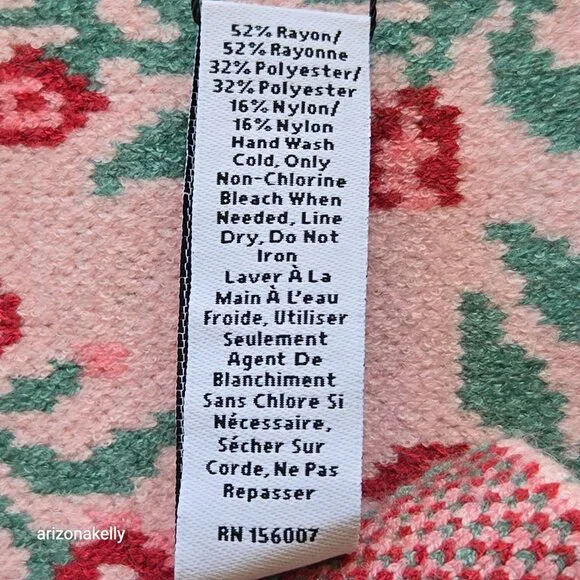 52% Rayon/
52% Rayonne
32% Polyester/
32% Polyester
16% Nylon/
16% Nylon
Hand Wash
Cold, Only
Non-Chlorine
Bleach When
Needed, Line
Dry, Do Not
Iron
Laver À La
Main À L'eau
Froide, Utiliser
Seulement
Agent De
Blanchiment
Sans Chlore Si
Nécessaire,
Sécher Sur
Corde, Ne Pas
Repasser
RN 156007
arizonakelly